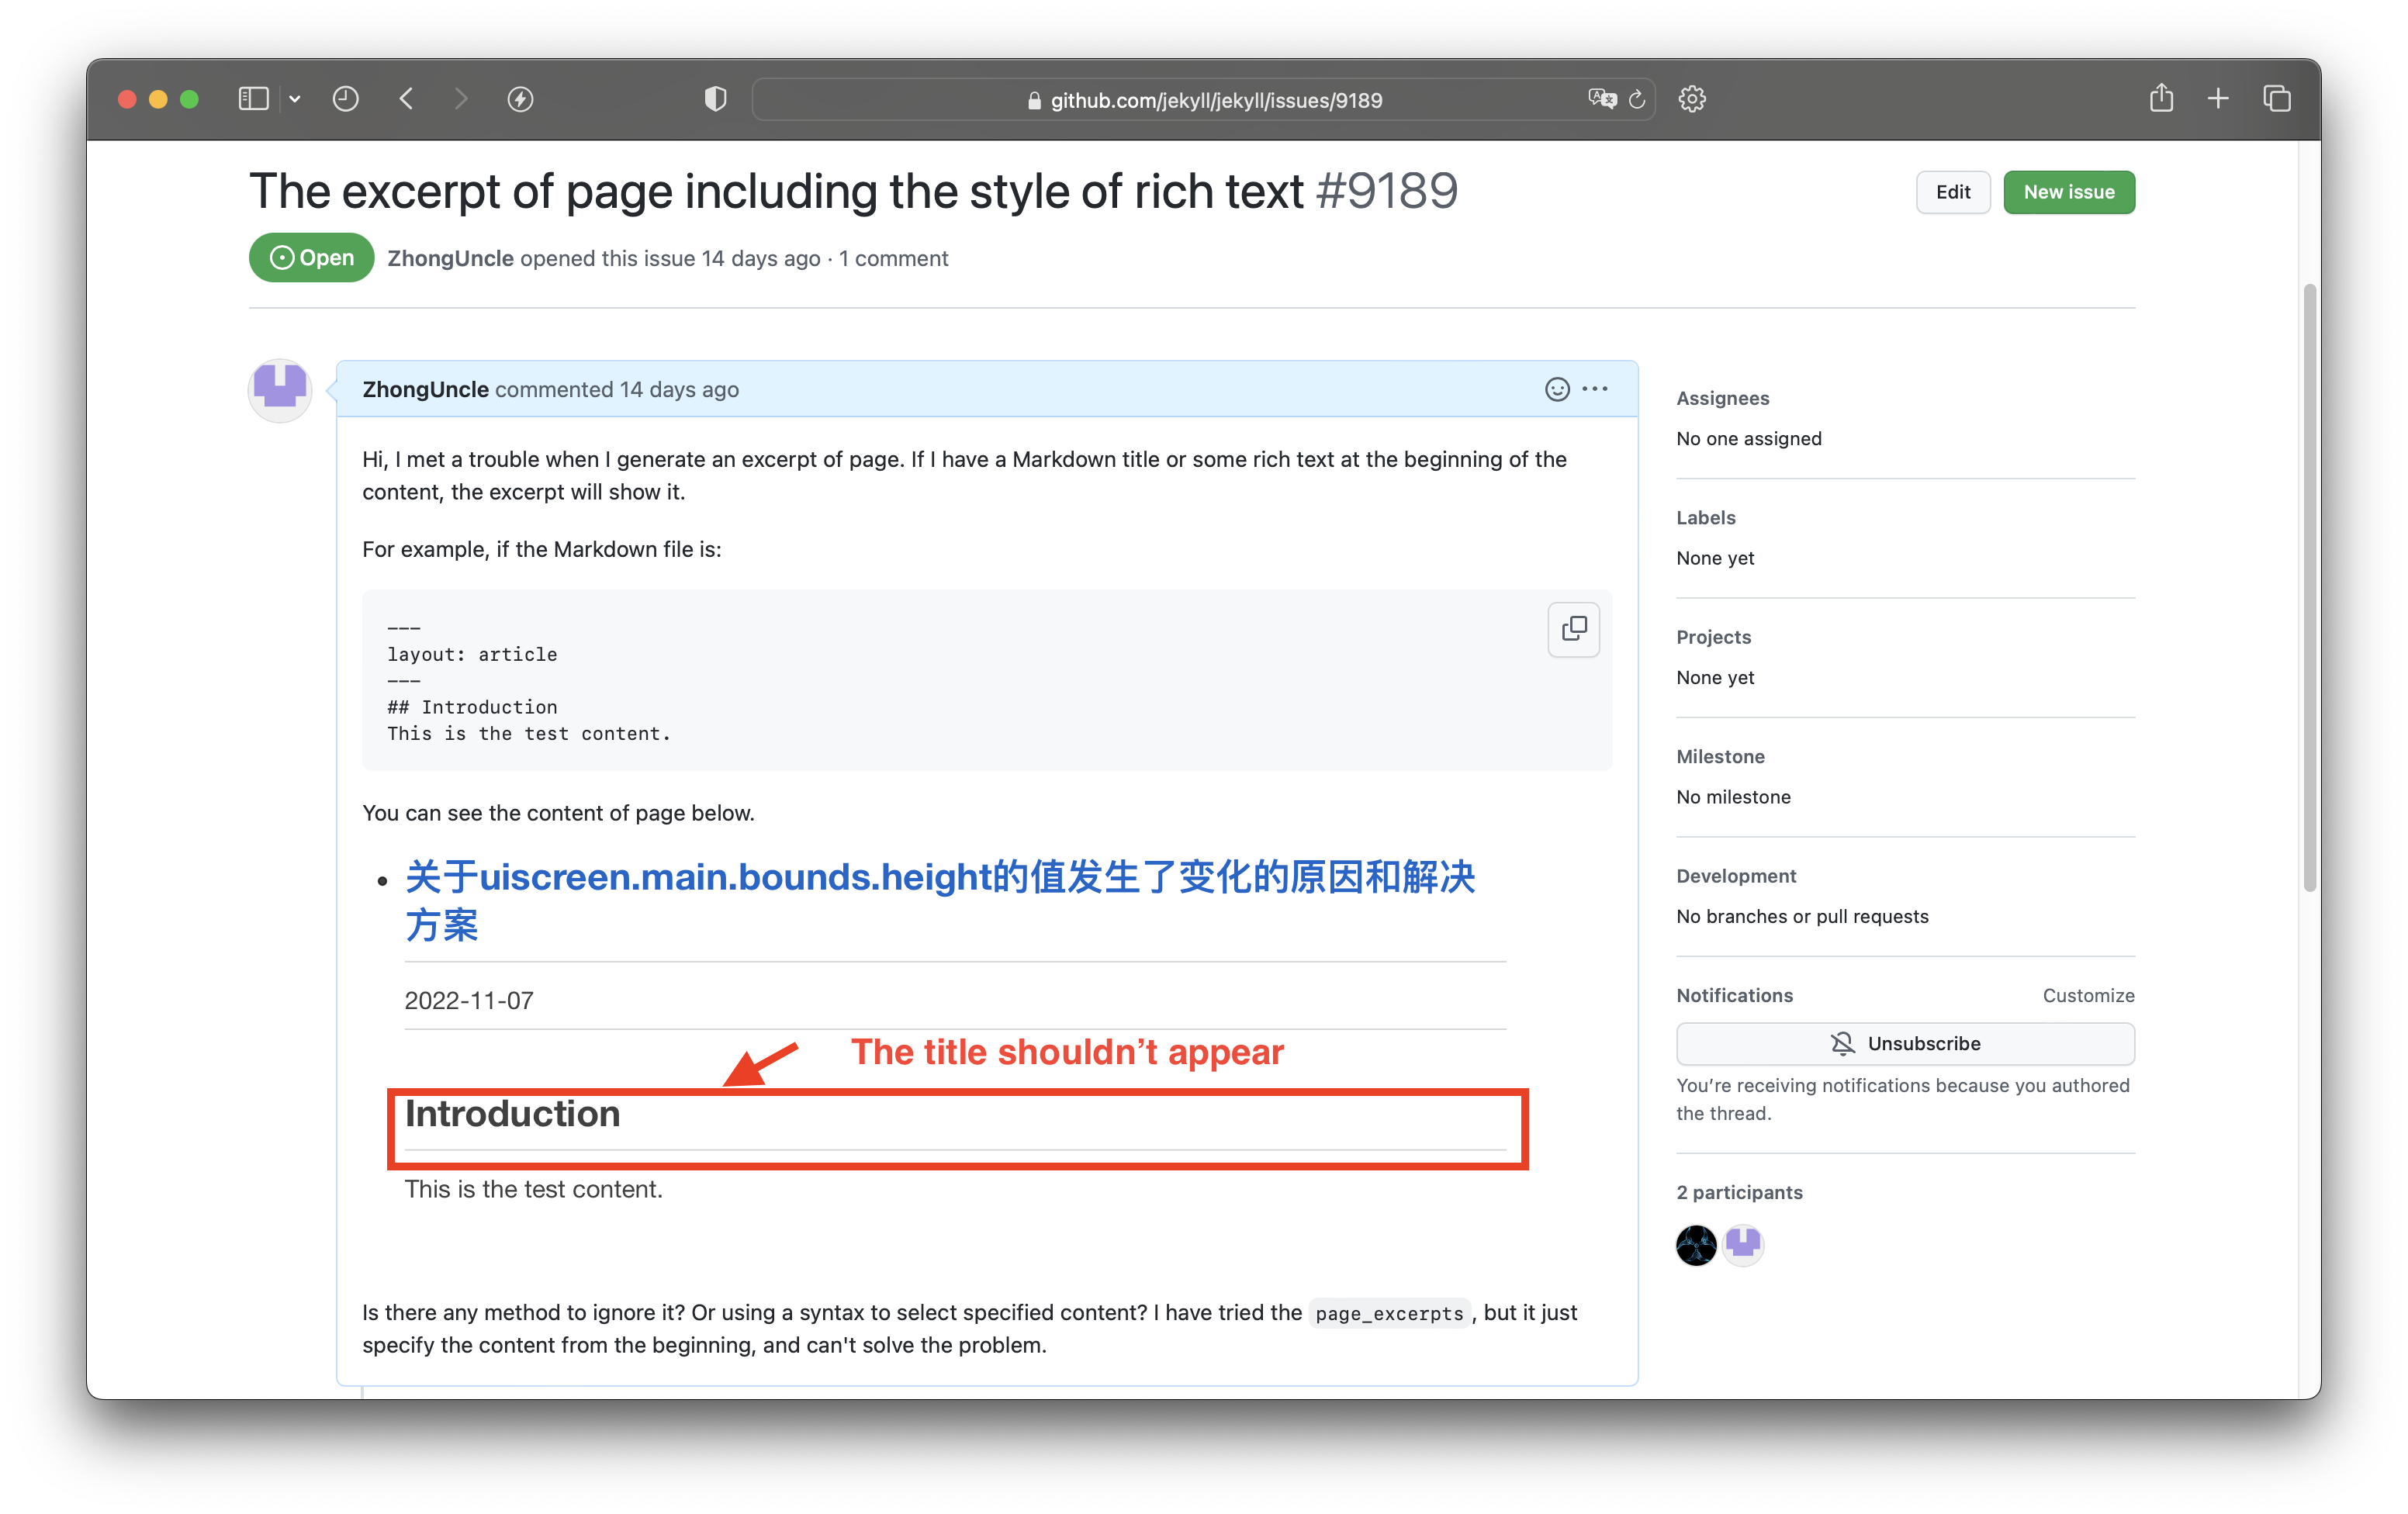 github.com/jekyll/jekyll/issues/9189
The excerpt of page including the style of rich text #9189
Edit
New issue
Open
ZhongUncle opened this issue 14 days ago · 1 comment
ZhongUncle commented 14 days ago
Hi, I met a trouble when I generate an excerpt of page. If I have a Markdown title or some rich text at the beginning of the
content, the excerpt will show it.
For example, if the Markdown file is:
---
layout: article
---
## Introduction
This is the test content.
You can see the content of page below.
• 关于uiscreen.main.bounds.height的值发生了变化的原因和解决
方案
2022-11-07
The title shouldn’t appear
Introduction
This is the test content.
Is there any method to ignore it? Or using a syntax to select specified content? I have tried the page_excerpts, but it just
specify the content from the beginning, and can't solve the problem.
Assignees
No one assigned
Labels
None yet
Projects
None yet
Milestone
No milestone
Development
No branches or pull requests
Notifications
Customize
Unsubscribe
You’re receiving notifications because you authored
the thread.
2 participants